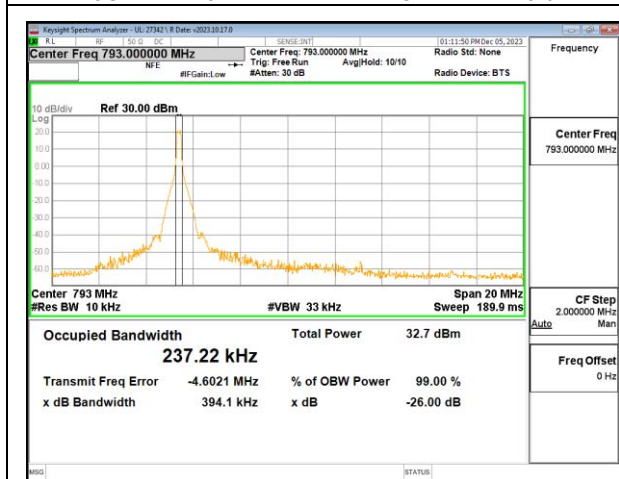 Keysight Spectrum Analyzer - UL: 27342 \ R Date: v2023.10.17.0
RL RF 50 Ω DC SENSE:INT 01:11:50 PM Dec 05, 2023
Center Freq 793.000000 MHz Center Freq: 793.000000 MHz Radio Std: None Frequency
NFE Trig: Free Run Avg|Hold: 10/10
#IFGain:Low #Atten: 30 dB Radio Device: BTS
10 dB/div Ref 30.00 dBm
Log
20.0
10.0
0.00
-10.0
-20.0
-30.0
-40.0
-50.0
-60.0
Center Freq
793.000000 MHz
Center 793 MHz Span 20 MHz
#Res BW 10 kHz #VBW 33 kHz Sweep 189.9 ms
CF Step
2.000000 MHz
Auto Man
Occupied Bandwidth Total Power 32.7 dBm
237.22 kHz
Transmit Freq Error -4.6021 MHz % of OBW Power 99.00 %
x dB Bandwidth 394.1 kHz x dB -26.00 dB
Freq Offset
0 Hz
MSG STATUS